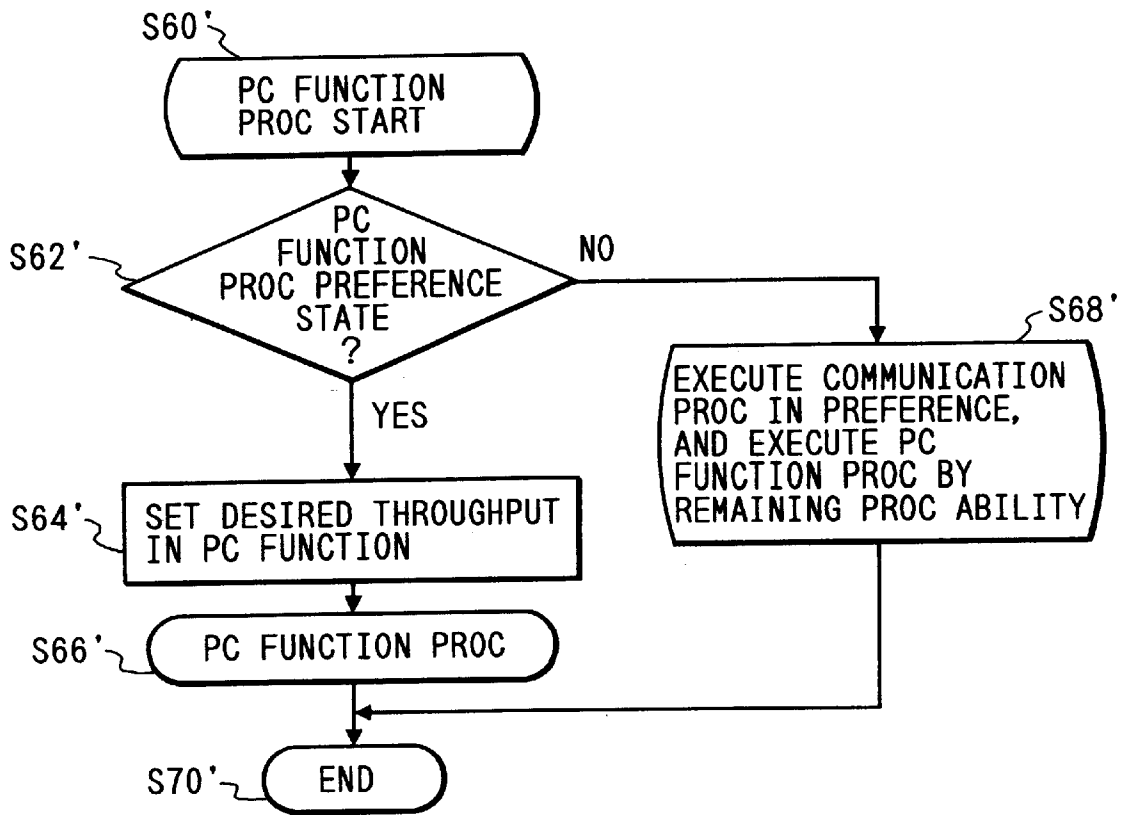 S60'
PC FUNCTION
PROC START
S62'
PC
FUNCTION
PROC PREFERENCE
STATE
?
NO
YES
S68'
EXECUTE COMMUNICATION
PROC IN PREFERENCE,
AND EXECUTE PC
FUNCTION PROC BY
REMAINING PROC ABILITY
S64'
SET DESIRED THROUGHPUT
IN PC FUNCTION
S66'
PC FUNCTION PROC
S70'
END